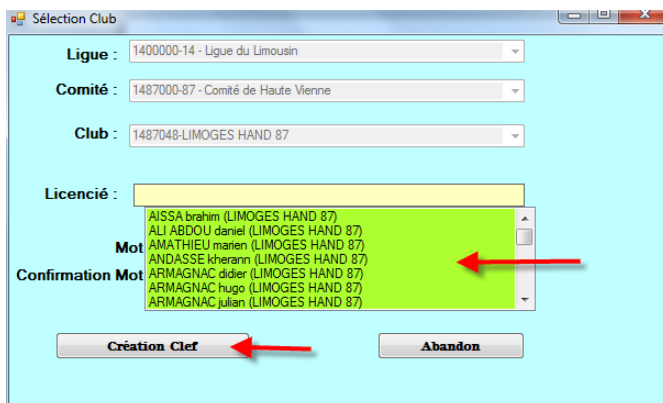 Sélection Club
Ligue : 1400000-14 - Ligue du Limousin
Comité : 1487000-87 - Comité de Haute Vienne
Club : 1487048-LIMOGES HAND 87
Licencié :
AISSA brahim (LIMOGES HAND 87)
ALI ABDOU daniel (LIMOGES HAND 87)
Mot AMATHIEU marien (LIMOGES HAND 87)
ANDASSE kherann (LIMOGES HAND 87)
Confirmation Mot ARMAGNAC didier (LIMOGES HAND 87)
ARMAGNAC hugo (LIMOGES HAND 87)
ARMAGNAC julian (LIMOGES HAND 87)
Création Clef Abandon